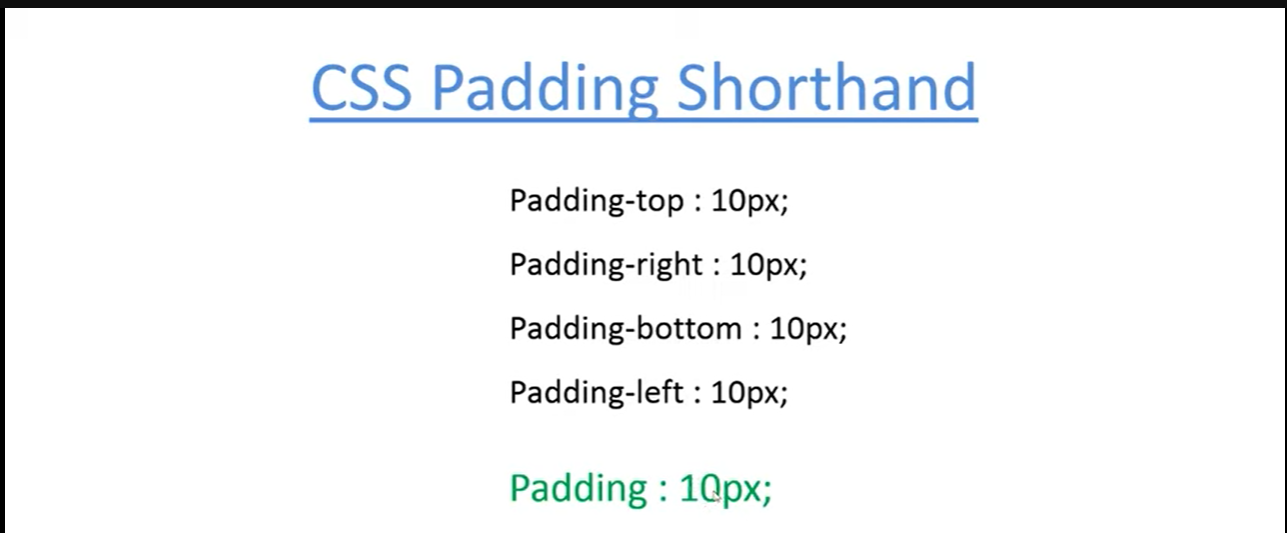 CSS Padding Shorthand
Padding-top : 10px;
Padding-right : 10px;
Padding-bottom : 10px;
Padding-left : 10px;
Padding : 10px;